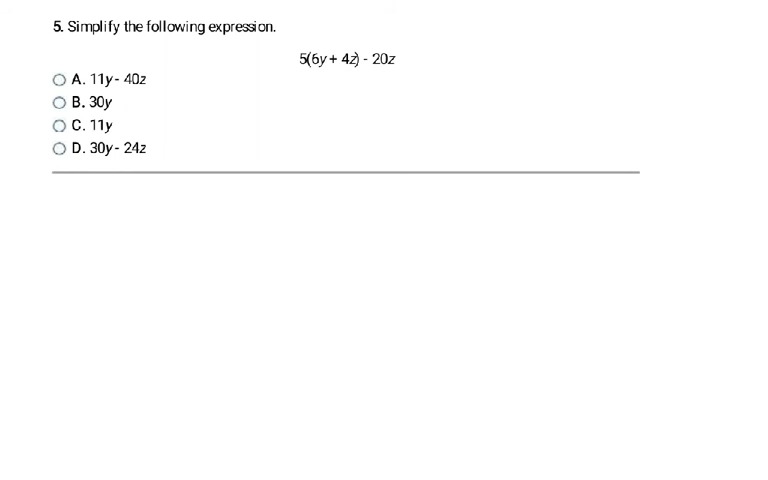 5. Simplify the following expression.
5(6y + 4z) - 20z
A. 11y - 40z
B. 30y
C. 11y
D. 30y - 24z